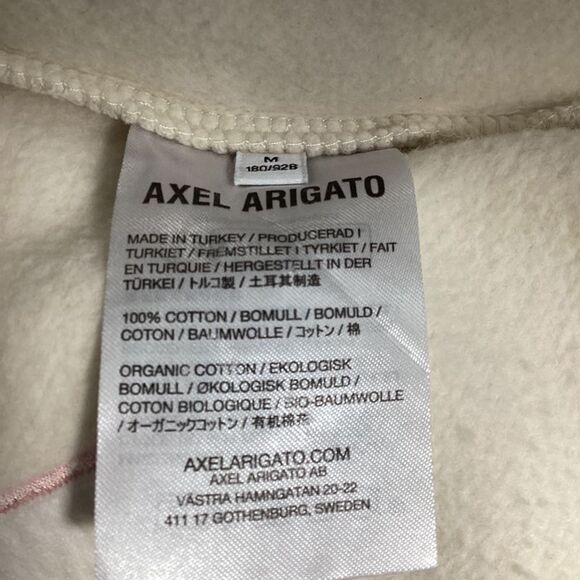 M
180/92B
AXEL ARIGATO
MADE IN TURKEY / PRODUCERAD I
TURKIET / FREMSTILLET I TYRKIET / FAIT
EN TURQUIE / HERGESTELLT IN DER
TÜRKEI / トルコ製 / 土耳其制造
100% COTTON / BOMULL / BOMULD /
COTON / BAUMWOLLE / コットン / 棉
ORGANIC COTTON / EKOLOGISK
BOMULL / ØKOLOGISK BOMULD /
COTON BIOLOGIQUE / BIO-BAUMWOLLE
/ オーガニックコットン / 有机棉花
AXELARIGATO.COM
AXEL ARIGATO AB
VÄSTRA HAMNGATAN 20-22
411 17 GOTHENBURG, SWEDEN